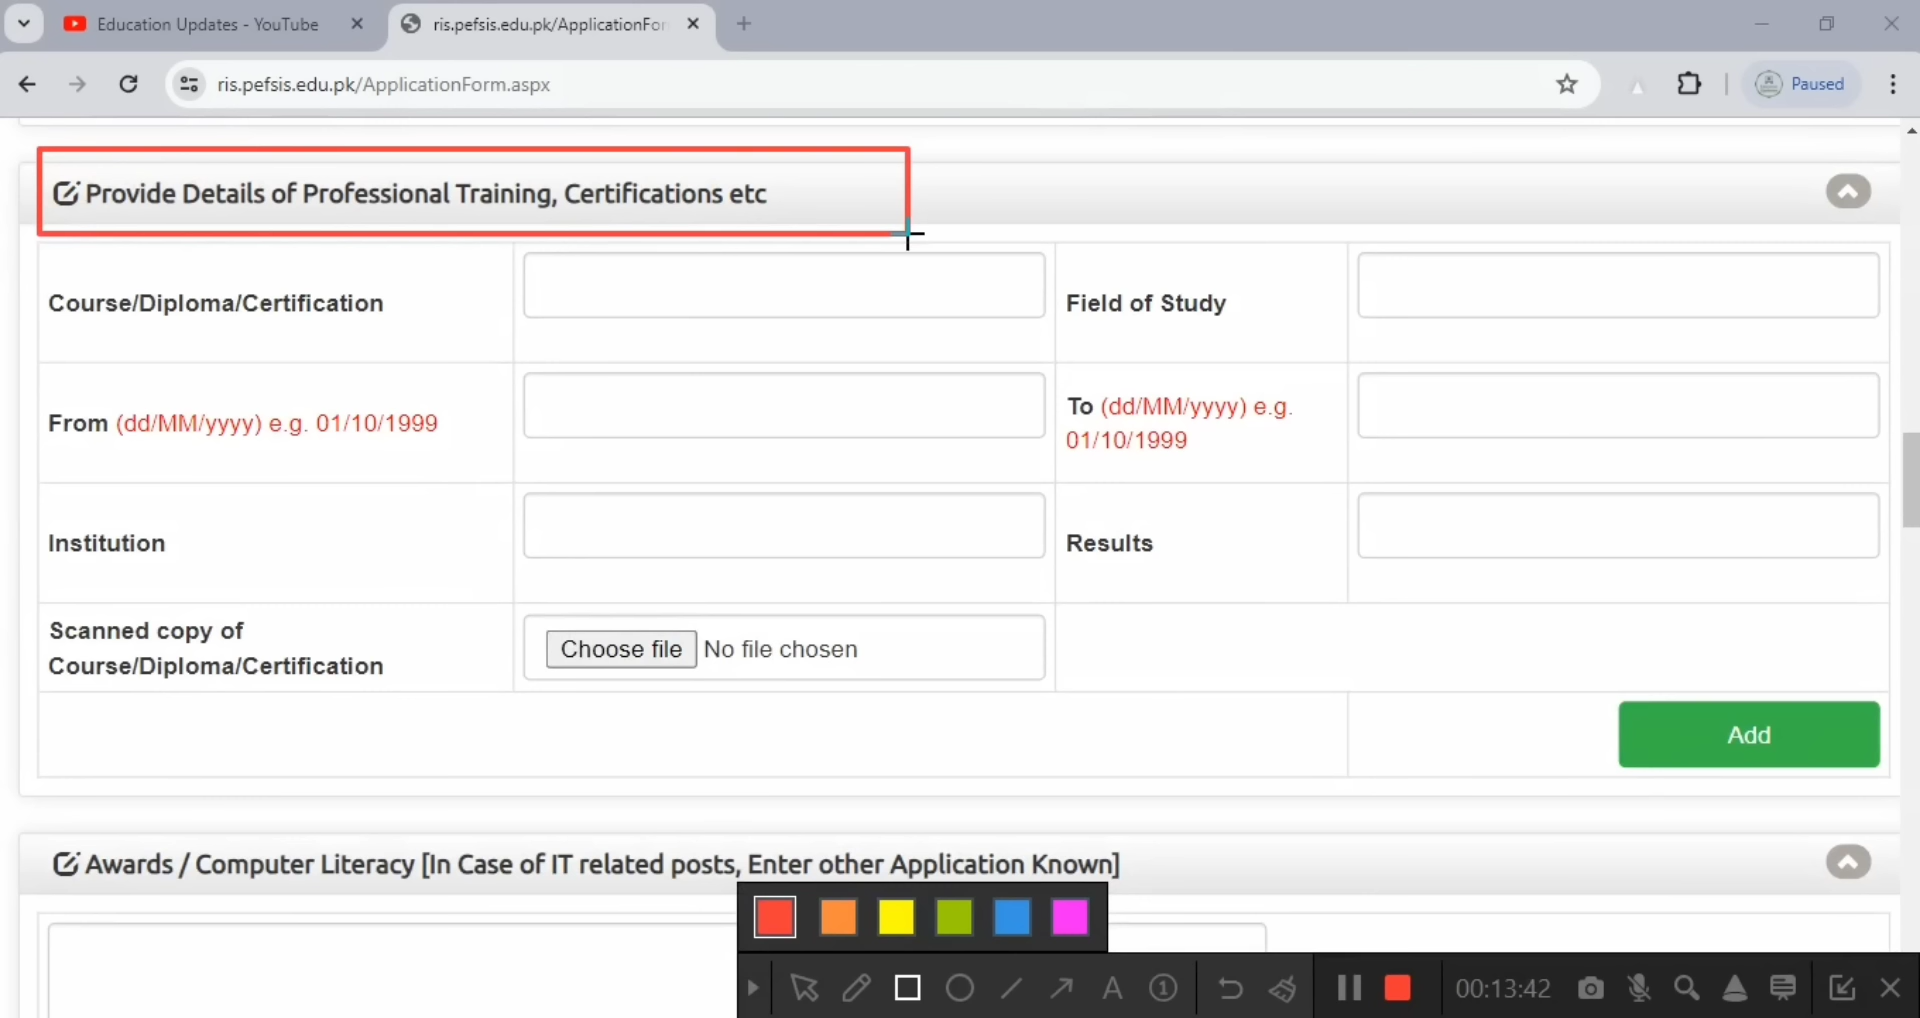 Education Updates - YouTube
ris.pefsis.edu.pk/ApplicationFor
ris.pefsis.edu.pk/ApplicationForm.aspx
Paused
Provide Details of Professional Training, Certifications etc
Course/Diploma/Certification
Field of Study
From (dd/MM/yyyy) e.g. 01/10/1999
To (dd/MM/yyyy) e.g.
01/10/1999
Institution
Results
Scanned copy of
Course/Diploma/Certification
Choose file No file chosen
Add
Awards / Computer Literacy [In Case of IT related posts, Enter other Application Known]
A
1
00:13:42